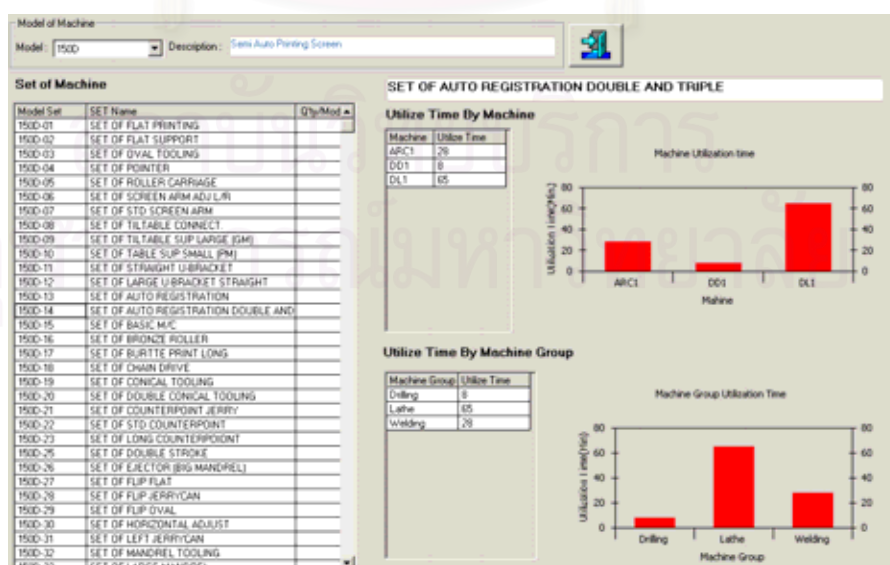 Model of Machine
Model : 150D
Description : Semi Auto Printing Screen
Set of Machine
Model Set SET Name Q'ty/Mod
150D-01 SET OF FLAT PRINTING
150D-02 SET OF FLAT SUPPORT
150D-03 SET OF OVAL TOOLING
150D-04 SET OF POINTER
150D-05 SET OF ROLLER CARRIAGE
150D-06 SET OF SCREEN ARM ADJ L/R
150D-07 SET OF STD SCREEN ARM
150D-08 SET OF TILTABLE CONNECT
150D-09 SET OF TILTABLE SUP LARGE (GM)
150D-10 SET OF TABLE SUP SMALL (PM)
150D-11 SET OF STRAIGHT U-BRACKET
150D-12 SET OF LARGE U-BRACKET STRAIGHT
150D-13 SET OF AUTO REGISTRATION
150D-14 SET OF AUTO REGISTRATION DOUBLE AND
150D-15 SET OF BASIC M/C
150D-16 SET OF BRONZE ROLLER
150D-17 SET OF BURTTE PRINT LONG
150D-18 SET OF CHAIN DRIVE
150D-19 SET OF CONICAL TOOLING
150D-20 SET OF DOUBLE CONICAL TOOLING
150D-21 SET OF COUNTERPOINT JERRY
150D-22 SET OF STD COUNTERPOINT
150D-23 SET OF LONG COUNTERPOIONT
150D-25 SET OF DOUBLE STROKE
150D-26 SET OF EJECTOR (BIG MANDREL)
150D-27 SET OF FLIP FLAT
150D-28 SET OF FLIP JERRYCAN
150D-29 SET OF FLIP OVAL
150D-30 SET OF HORIZONTAL ADJUST
150D-31 SET OF LEFT JERRYCAN
150D-32 SET OF MANDREL TOOLING
SET OF AUTO REGISTRATION DOUBLE AND TRIPLE
Utilize Time By Machine
Machine Utilize Time
ARC1 28
DD1 8
DL1 65
Machine Utilization time
Utilization Time(Min)
80 80
60 60
40 40
20 20
0 0
ARC1 DD1 DL1
Mahine
Utilize Time By Machine Group
Machine Group Utilize Time
Drilling 8
Lathe 65
Welding 28
Machine Group Utilization Time
Utilization Time(Min)
80 80
60 60
40 40
20 20
0 0
Drilling Lathe Welding
Machine Group